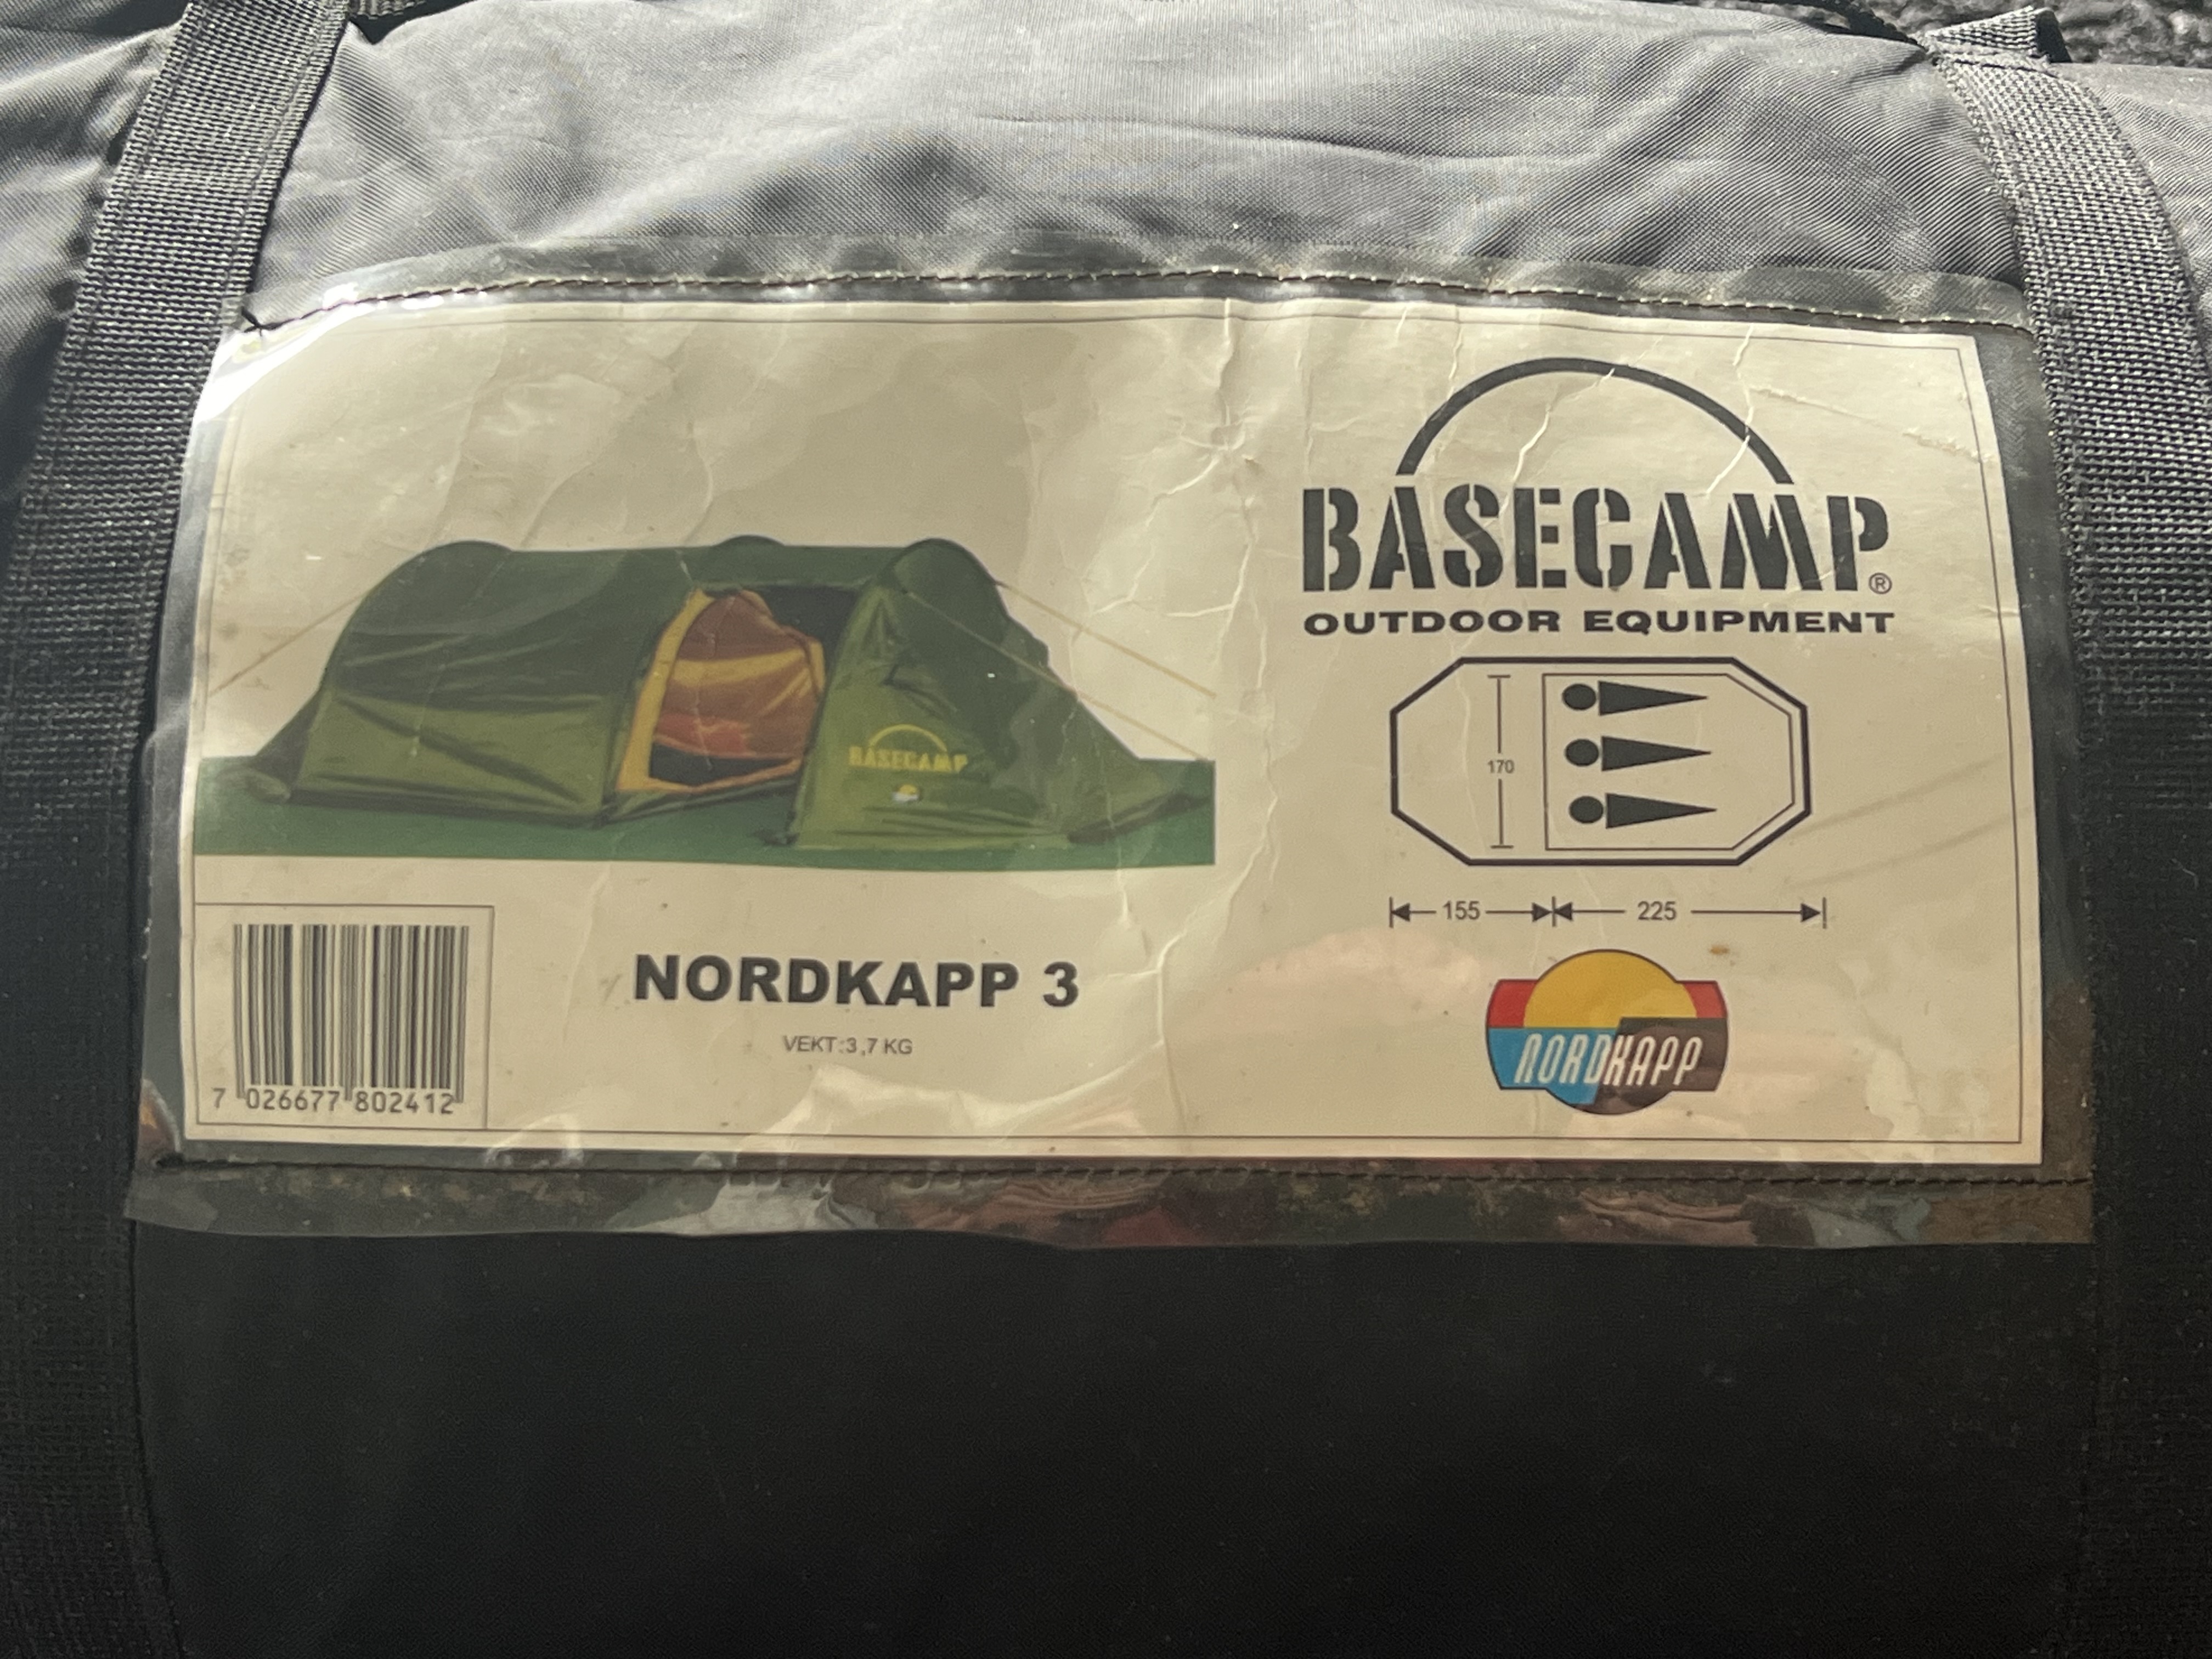 BASECAMP®
OUTDOOR EQUIPMENT
BASECAMP
170
155 225
NORDKAPP 3
VEKT:3,7 KG
7 026677 802412
NORDKAPP